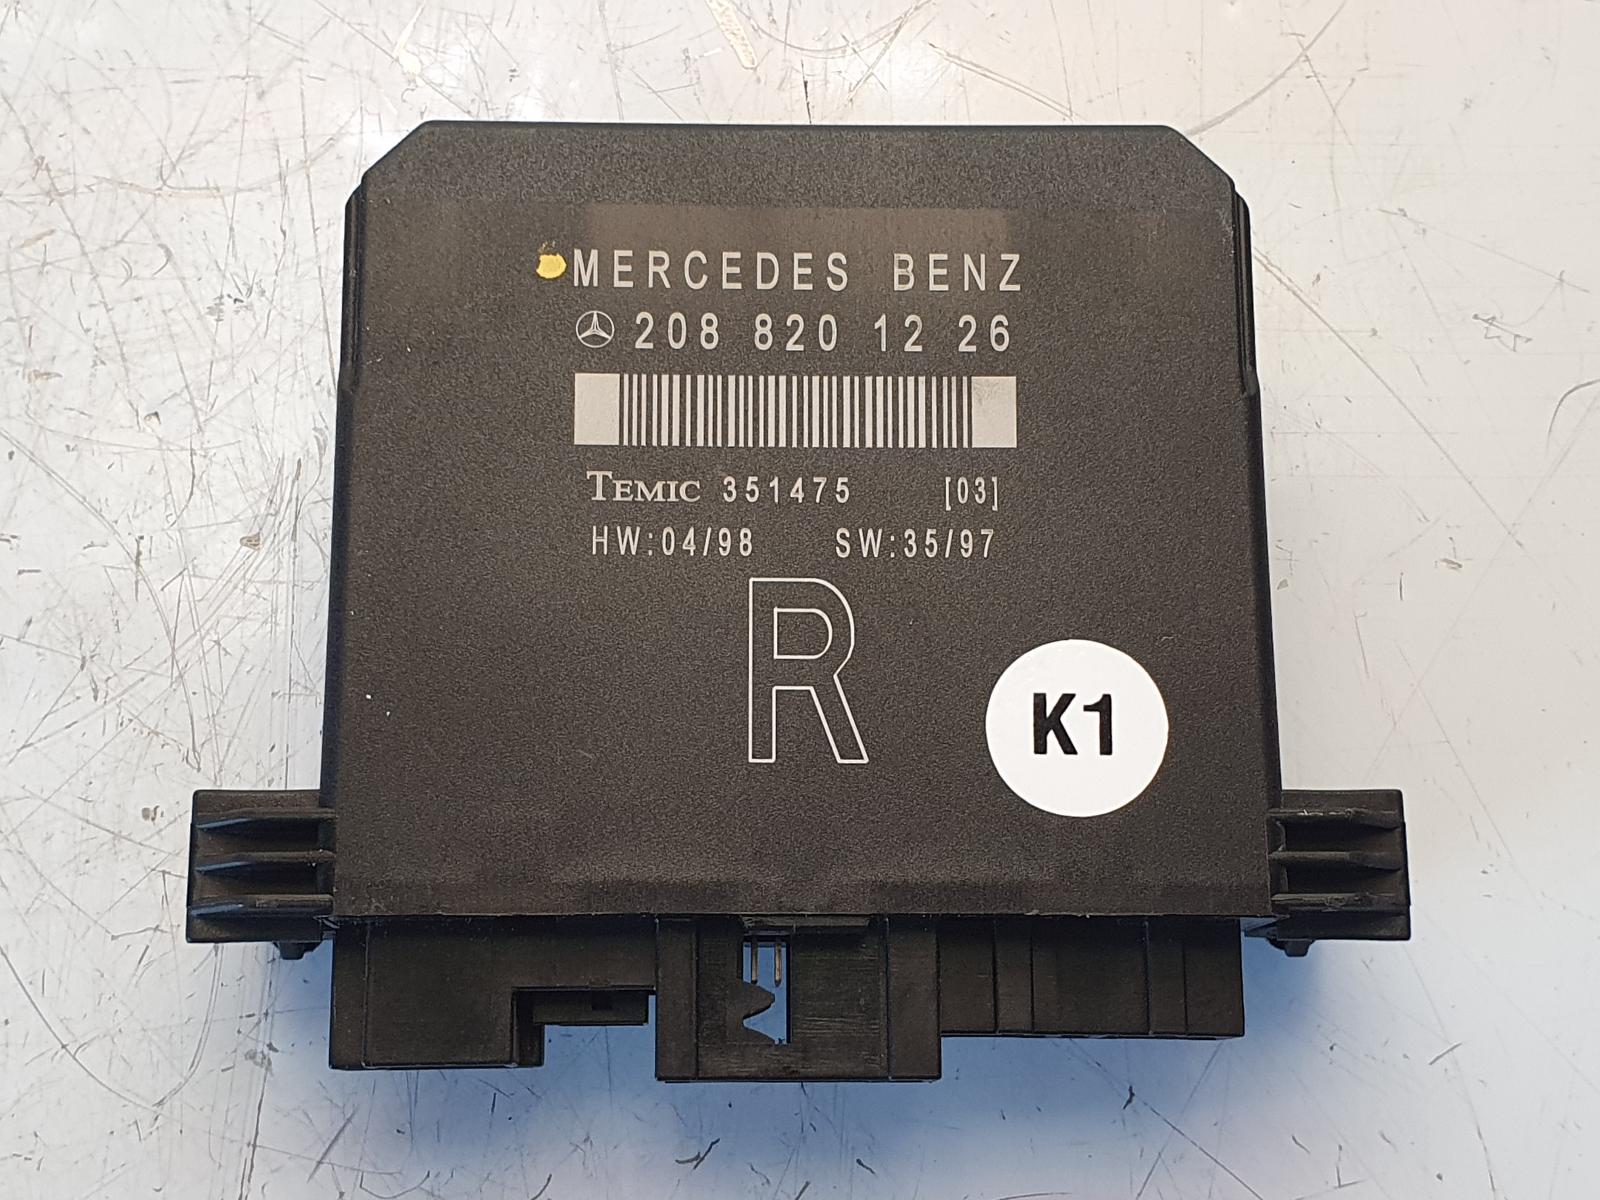 MERCEDES BENZ
208 820 12 26
TEMIC 351475 [03]
HW:04/98 SW:35/97
R
K1